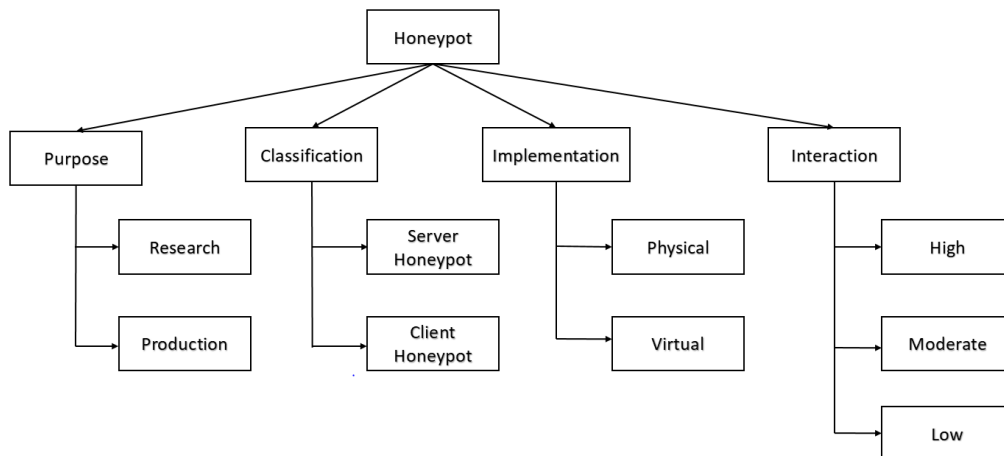 Honeypot
Purpose
Classification
Implementation
Interaction
Research
Server
Honeypot
Physical
High
Production
Client
Honeypot
Virtual
Moderate
Low